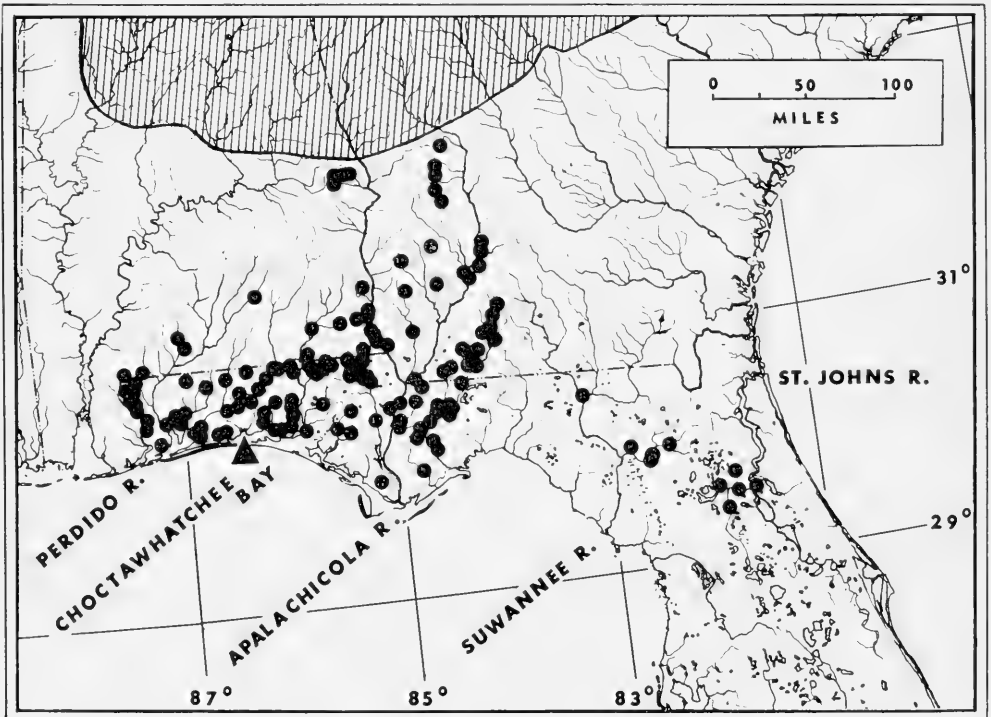 0 50 100
MILES
31°
ST. JOHNS R.
29°
PERDIDO R.
CHOCTAWHATCHEE
BAY
APALACHICOLA R.
SUWANNEE R.
87° 85° 83°